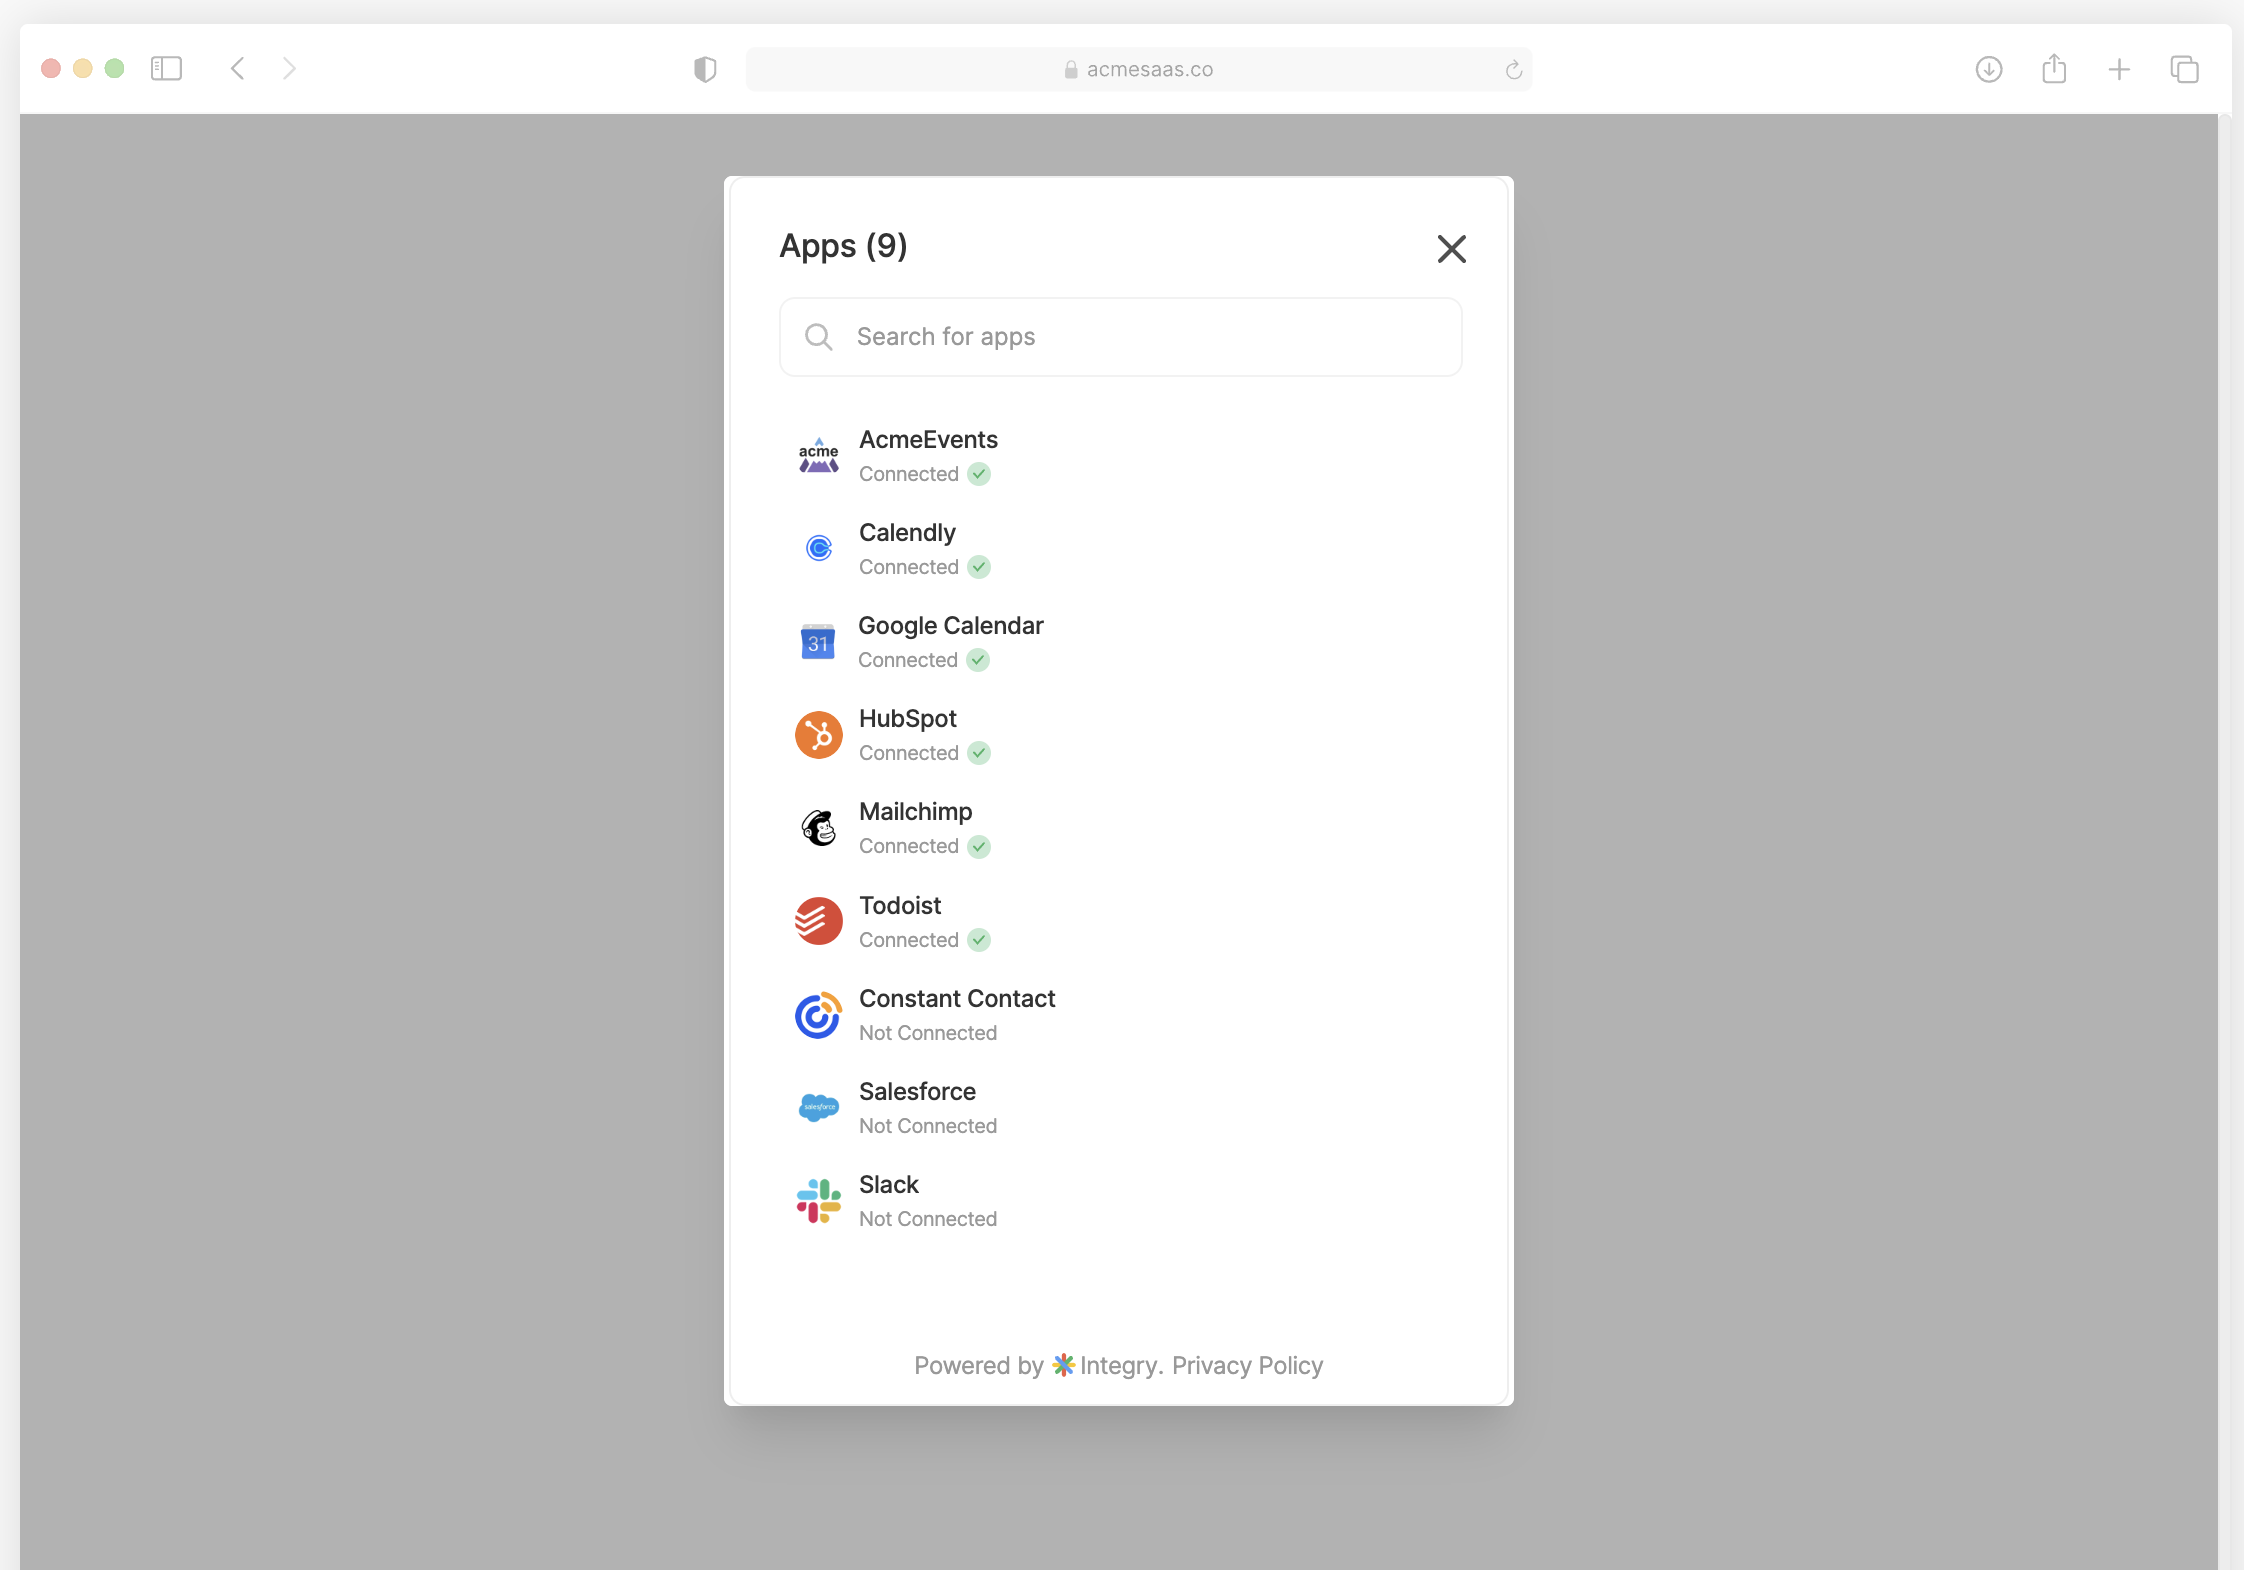 acmesaas.co
Apps (9)
Search for apps
acme
AcmeEvents
Connected
Calendly
Connected
31
Google Calendar
Connected
HubSpot
Connected
Mailchimp
Connected
Todoist
Connected
Constant Contact
Not Connected
salesforce
Salesforce
Not Connected
Slack
Not Connected
Powered by Integry. Privacy Policy